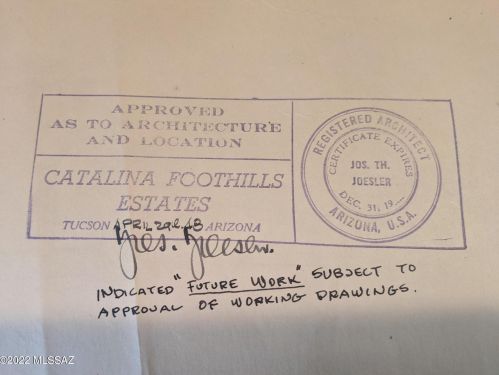 APPROVED
AS TO ARCHITECTURE
AND LOCATION
CATALINA FOOTHILLS
ESTATES
TUCSON APRIL 29th 48 ARIZONA
Jos. Joesler
REGISTERED ARCHITECT
CERTIFICATE EXPIRES
JOS. TH.
JOESLER
DEC. 31, 19
ARIZONA, U.S.A.
INDICATED "FUTURE WORK" SUBJECT TO
APPROVAL OF WORKING DRAWINGS.
©2022 MLSSAZ